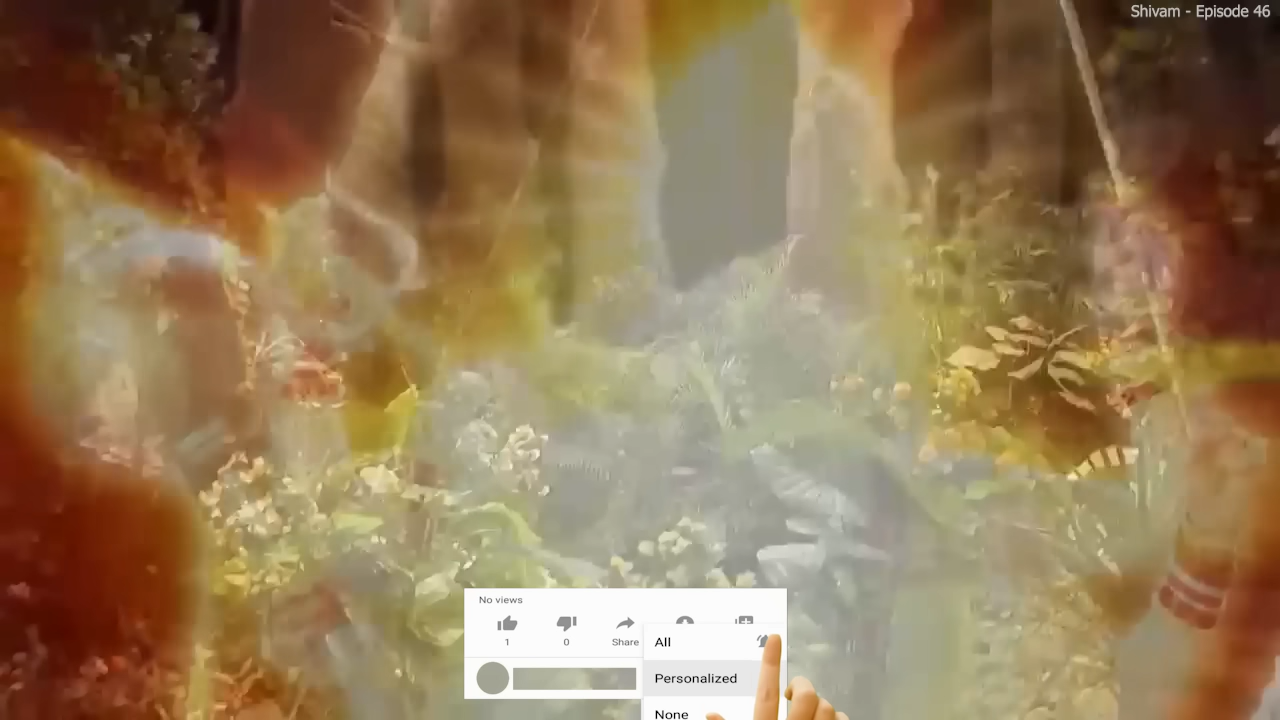 Shivam - Episode 46
No views
1
0
Share
All
Personalized
None